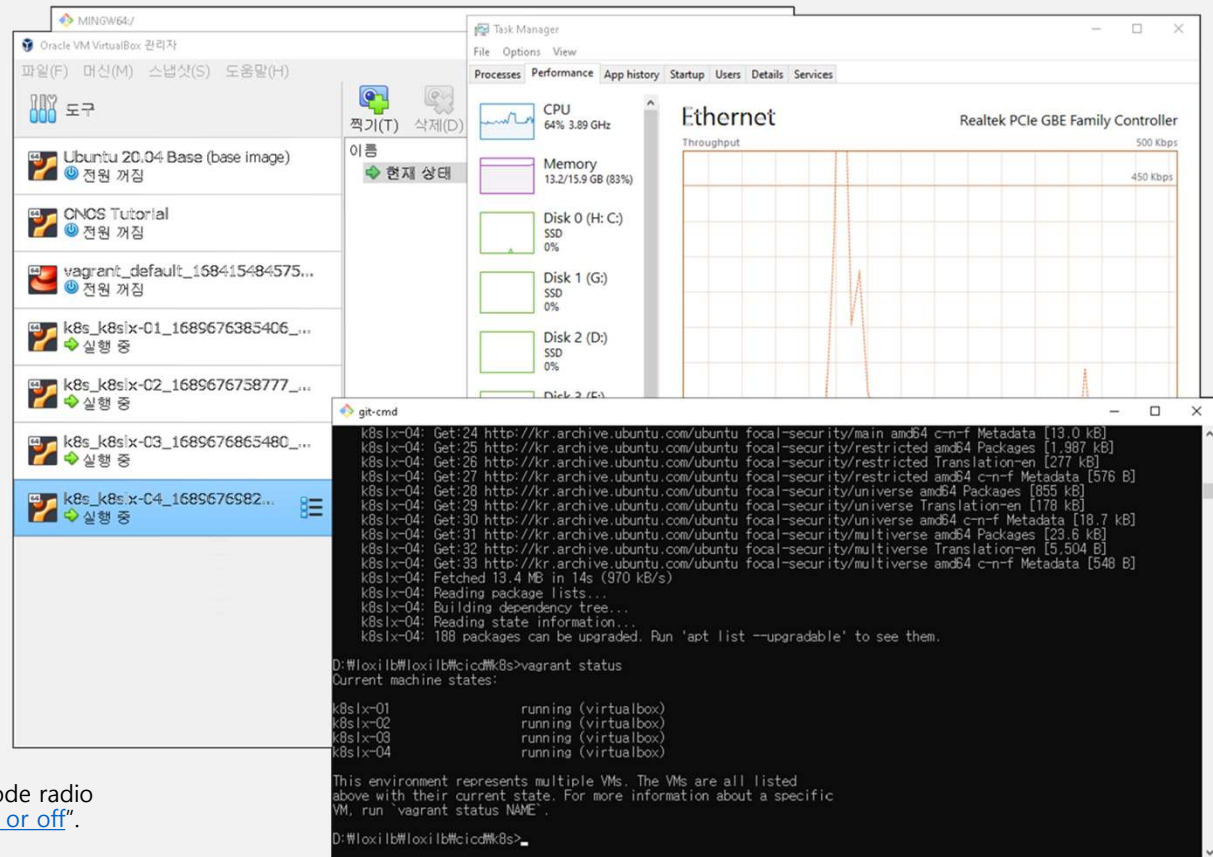 MINGW64:/
Oracle VM VirtualBox 관리자
파일(F) 머신(M) 스냅샷(S) 도움말(H)
도구
Ubuntu 20.04 Base (base image)
전원 꺼짐
CNCS Tutorial
전원 꺼짐
vagrant_default_168415484575...
전원 꺼짐
k8s_k8slx-01_1689676385406_...
실행 중
k8s_k8slx-02_1689676758777_...
실행 중
k8s_k8slx-03_1689676865480_...
실행 중
k8s_k8slx-04_1689676982...
실행 중
찍기(T) 삭제(D)
이름
현재 상태
Task Manager
File Options View
Processes Performance App history Startup Users Details Services
CPU
64% 3.89 GHz
Memory
13.2/15.9 GB (83%)
Disk 0 (H: C:)
SSD
0%
Disk 1 (G:)
SSD
0%
Disk 2 (D:)
SSD
0%
Disk 3 (E:)
Ethernet
Realtek PCIe GBE Family Controller
Throughput
500 Kbps
450 Kbps
git-cmd
k8slx-04: Get:24 http://kr.archive.ubuntu.com/ubuntu focal-security/main amd64 c-n-f Metadata [13.0 kB]
k8slx-04: Get:25 http://kr.archive.ubuntu.com/ubuntu focal-security/restricted amd64 Packages [1,987 kB]
k8slx-04: Get:26 http://kr.archive.ubuntu.com/ubuntu focal-security/restricted Translation-en [277 kB]
k8slx-04: Get:27 http://kr.archive.ubuntu.com/ubuntu focal-security/restricted amd64 c-n-f Metadata [576 B]
k8slx-04: Get:28 http://kr.archive.ubuntu.com/ubuntu focal-security/universe amd64 Packages [855 kB]
k8slx-04: Get:29 http://kr.archive.ubuntu.com/ubuntu focal-security/universe Translation-en [178 kB]
k8slx-04: Get:30 http://kr.archive.ubuntu.com/ubuntu focal-security/universe amd64 c-n-f Metadata [18.7 kB]
k8slx-04: Get:31 http://kr.archive.ubuntu.com/ubuntu focal-security/multiverse amd64 Packages [23.6 kB]
k8slx-04: Get:32 http://kr.archive.ubuntu.com/ubuntu focal-security/multiverse Translation-en [5,504 B]
k8slx-04: Get:33 http://kr.archive.ubuntu.com/ubuntu focal-security/multiverse amd64 c-n-f Metadata [548 B]
k8slx-04: Fetched 13.4 MB in 14s (970 kB/s)
k8slx-04: Reading package lists...
k8slx-04: Building dependency tree...
k8slx-04: Reading state information...
k8slx-04: 188 packages can be upgraded. Run 'apt list --upgradable' to see them.
D:₩loxilb₩loxilb₩cicd₩k8s>vagrant status
Current machine states:
k8slx-01 running (virtualbox)
k8slx-02 running (virtualbox)
k8slx-03 running (virtualbox)
k8slx-04 running (virtualbox)
This environment represents multiple VMs. The VMs are all listed
above with their current state. For more information about a specific
VM, run `vagrant status NAME`.
D:₩loxilb₩loxilb₩cicd₩k8s>
ode radio
or off".